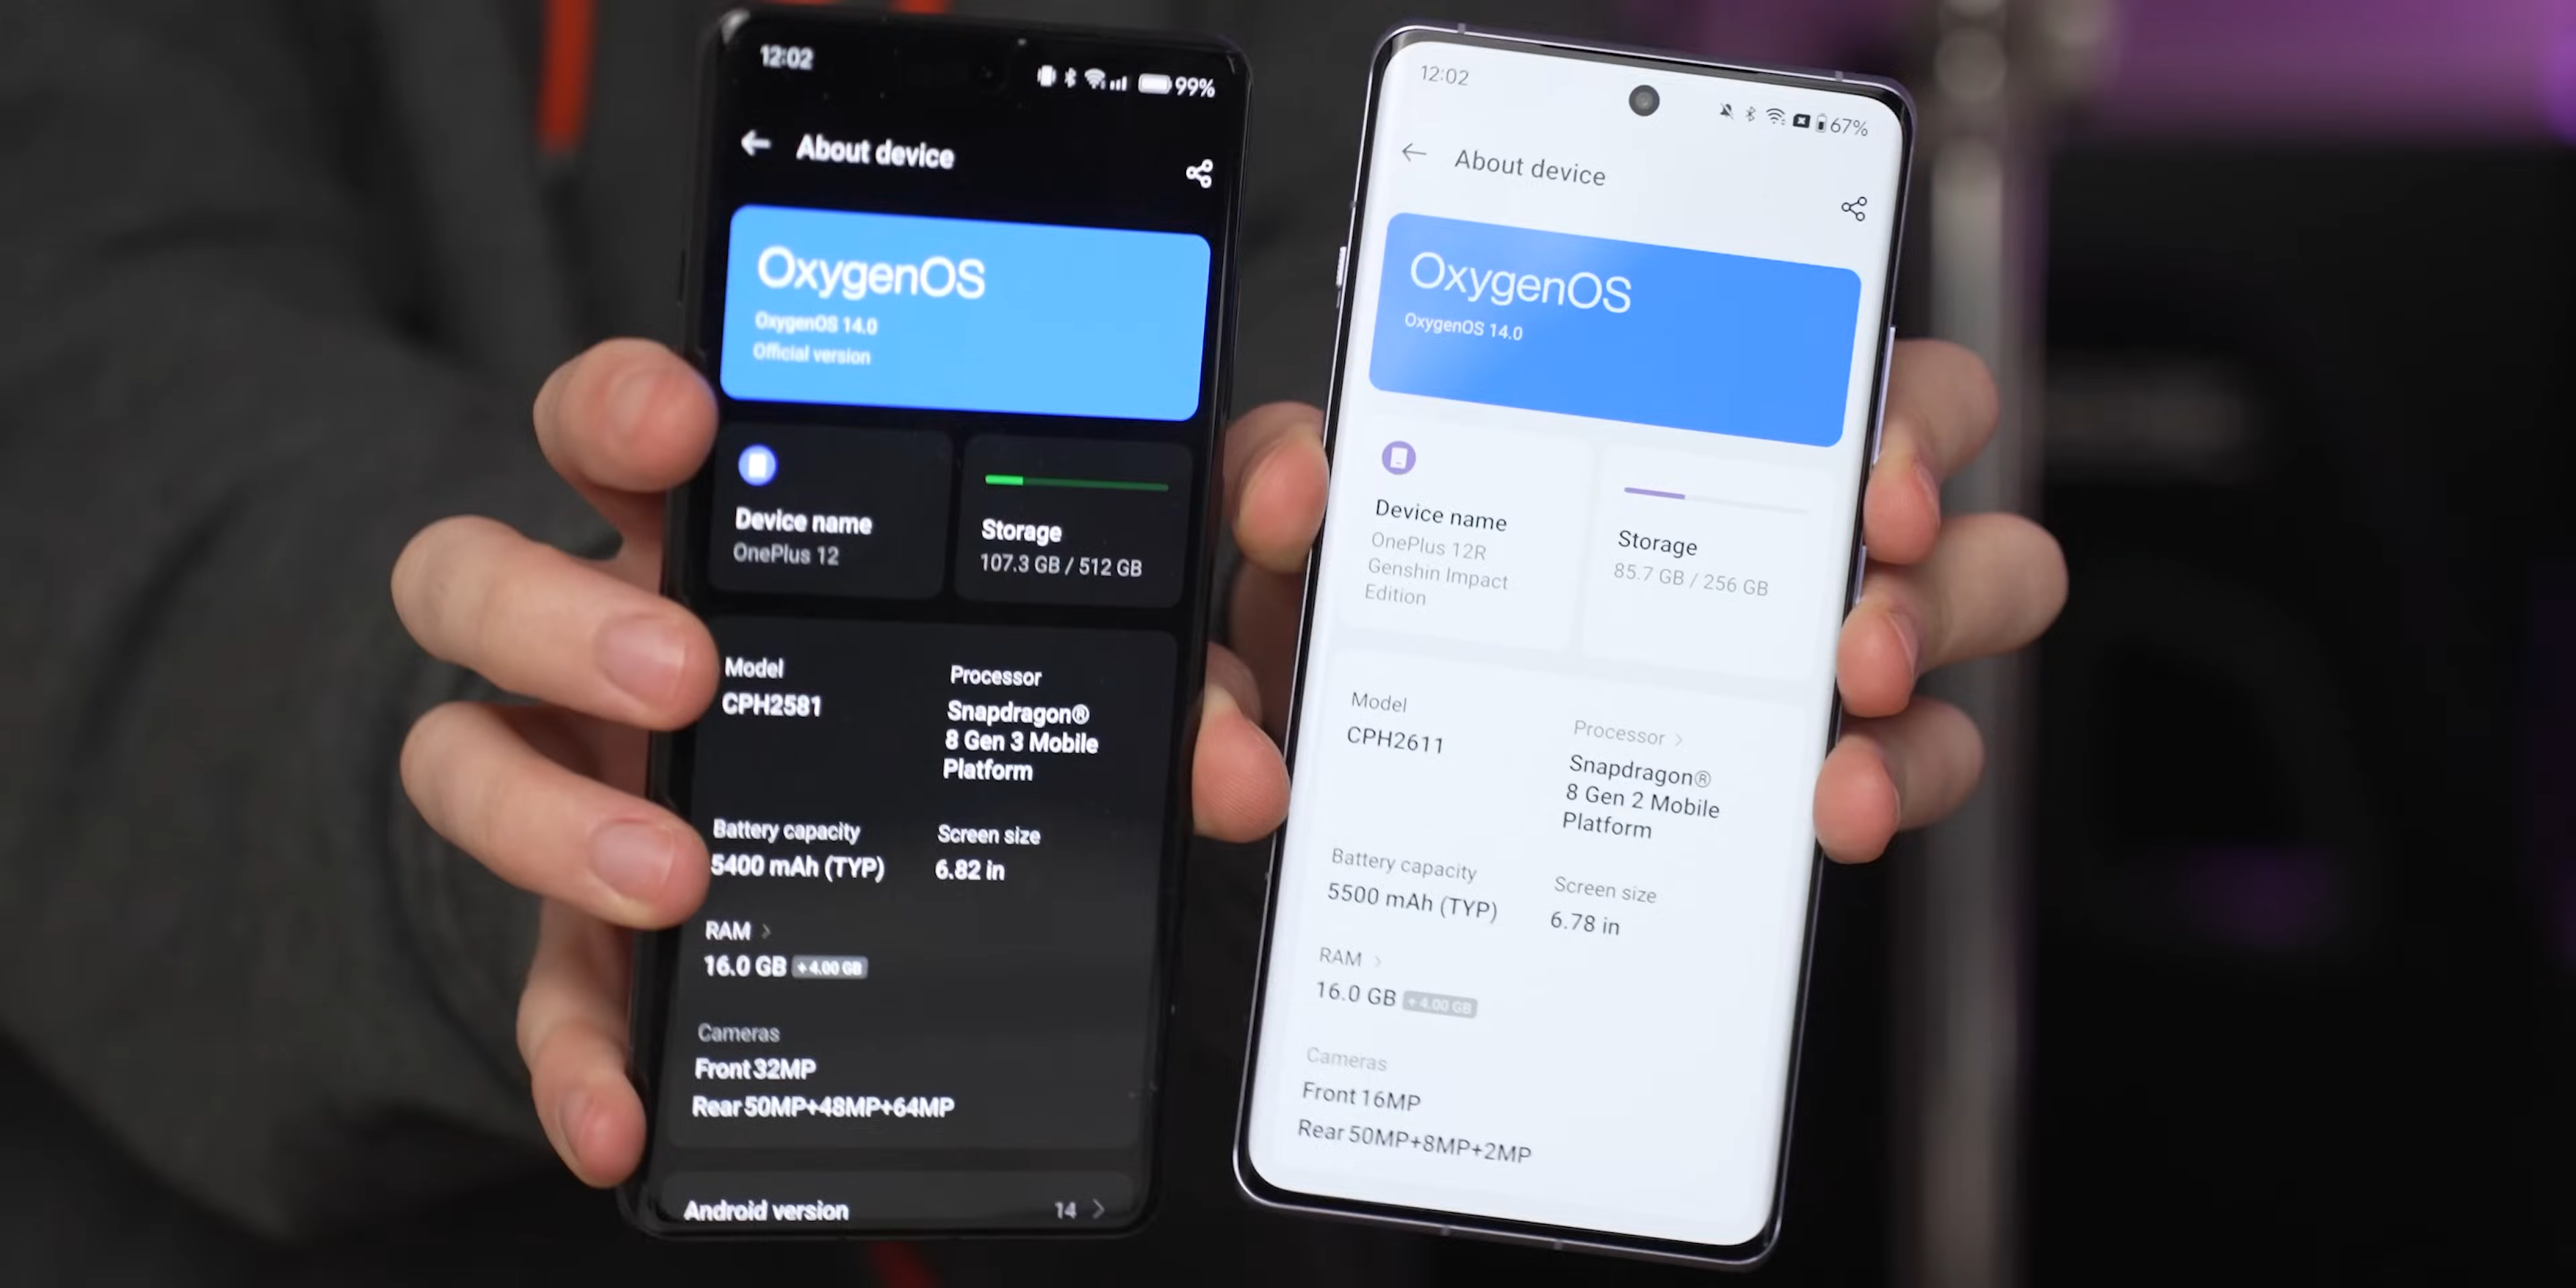 12:02
99%
About device
OxygenOS
OxygenOS 14.0
Official version
Device name
OnePlus 12
Storage
107.3 GB / 512 GB
Model
CPH2581
Processor
Snapdragon®
8 Gen 3 Mobile
Platform
Battery capacity
5400 mAh (TYP)
Screen size
6.82 in
RAM >
16.0 GB + 4.00 GB
Cameras
Front 32MP
Rear 50MP+48MP+64MP
Android version
14 >
12:02
67%
About device
OxygenOS
OxygenOS 14.0
Device name
OnePlus 12R
Genshin Impact
Edition
Storage
85.7 GB / 256 GB
Model
CPH2611
Processor >
Snapdragon®
8 Gen 2 Mobile
Platform
Battery capacity
5500 mAh (TYP)
Screen size
6.78 in
RAM >
16.0 GB + 4.00 GB
Cameras
Front 16MP
Rear 50MP+8MP+2MP